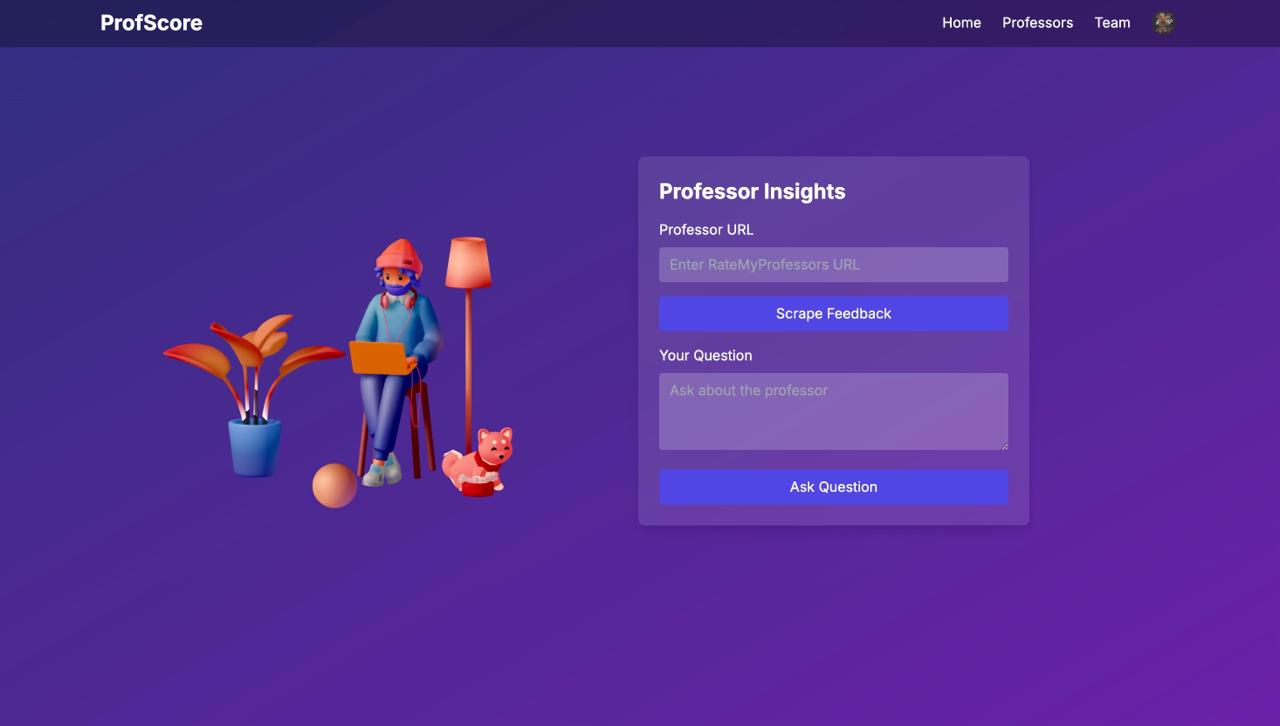 ProfScore
Home Professors Team
Professor Insights
Professor URL
Enter RateMyProfessors URL
Scrape Feedback
Your Question
Ask about the professor
Ask Question